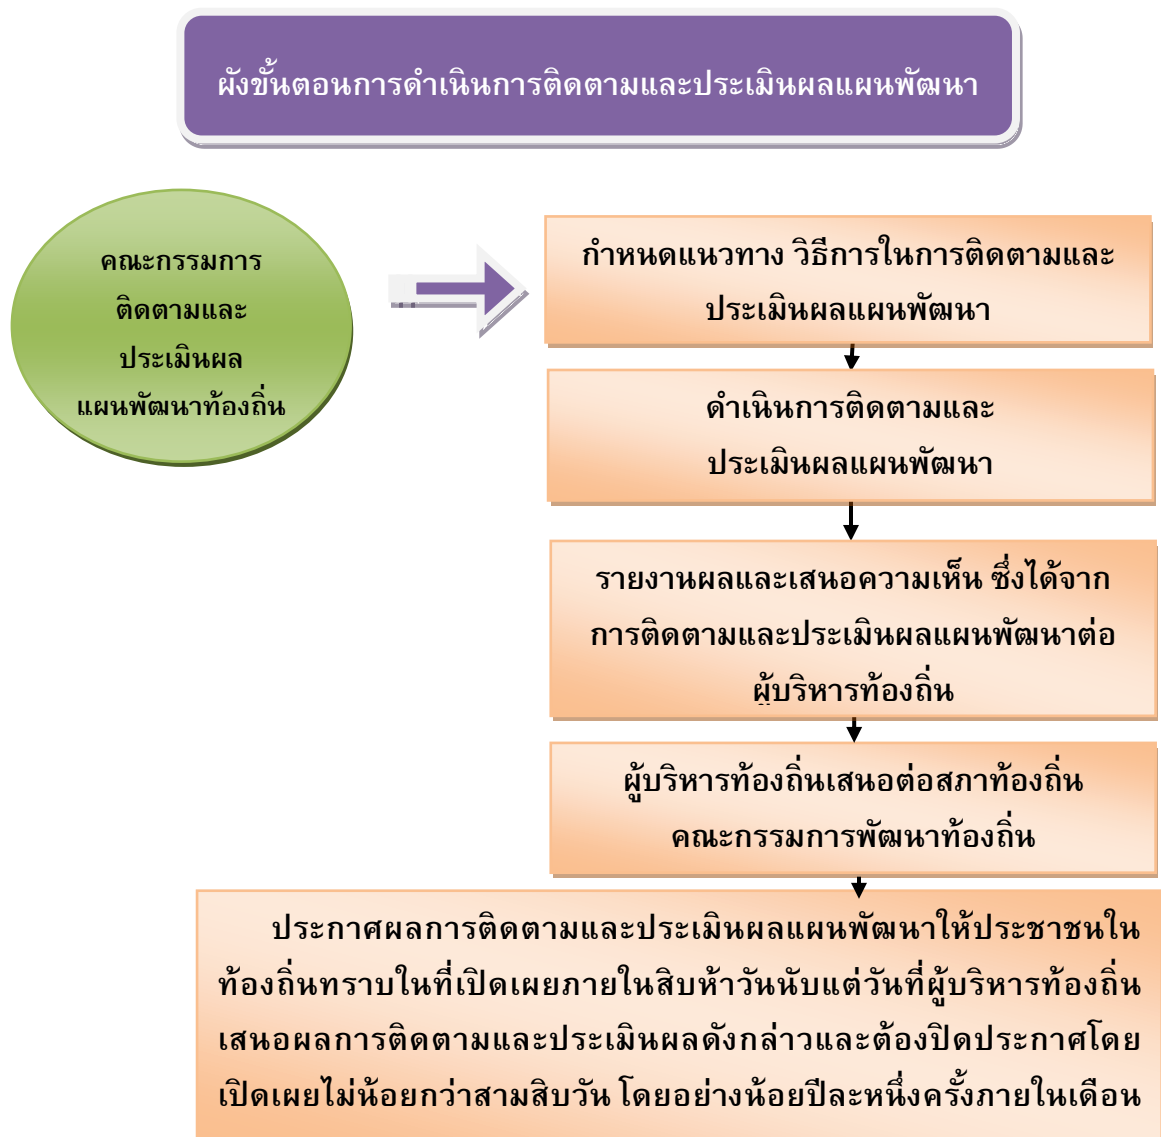 ผังขั้นตอนการดำเนินการติดตามและประเมินผลแผนพัฒนา
คณะกรรมการ
ติดตามและ
ประเมินผล
แผนพัฒนาท้องถิ่น
กำหนดแนวทาง วิธีการในการติดตามและ
ประเมินผลแผนพัฒนา
ดำเนินการติดตามและ
ประเมินผลแผนพัฒนา
รายงานผลและเสนอความเห็น ซึ่งได้จาก
การติดตามและประเมินผลแผนพัฒนาต่อ
ผู้บริหารท้องถิ่น
ผู้บริหารท้องถิ่นเสนอต่อสภาท้องถิ่น
คณะกรรมการพัฒนาท้องถิ่น
ประกาศผลการติดตามและประเมินผลแผนพัฒนาให้ประชาชนใน
ท้องถิ่นทราบในที่เปิดเผยภายในสิบห้าวันนับแต่วันที่ผู้บริหารท้องถิ่น
เสนอผลการติดตามและประเมินผลดังกล่าวและต้องปิดประกาศโดย
เปิดเผยไม่น้อยกว่าสามสิบวัน โดยอย่างน้อยปีละหนึ่งครั้งภายในเดือน